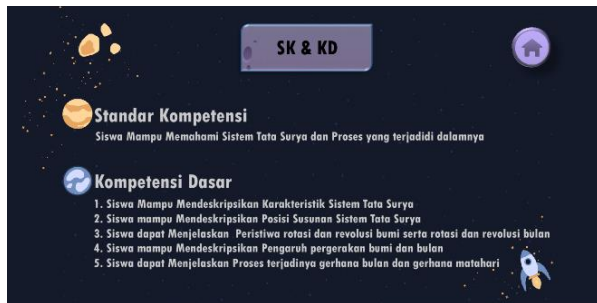 SK & KD
Standar Kompetensi
Siswa Mampu Memahami Sistem Tata Surya dan Proses yang terjadidi dalamnya
Kompetensi Dasar
1. Siswa Mampu Mendeskripsikan Karakteristik Sistem Tata Surya
2. Siswa mampu Mendeskripsikan Posisi Susunan Sistem Tata Surya
3. Siswa dapat Menjelaskan Peristiwa rotasi dan revolusi bumi serta rotasi dan revolusi bulan
4. Siswa mampu Mendeskripsikan Pengaruh pergerakan bumi dan bulan
5. Siswa dapat Menjelaskan Proses terjadinya gerhana bulan dan gerhana matahari